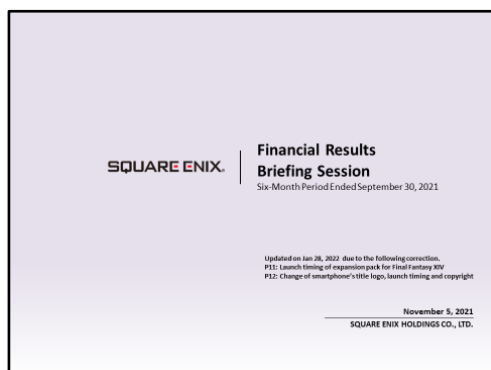 SQUARE ENIX.
Financial Results
Briefing Session
Six-Month Period Ended September 30, 2021
Updated on Jan 28, 2022 due to the following correction.
P11: Launch timing of expansion pack for Final Fantasy XIV
P12: Change of smartphone's title logo, launch timing and copyright
November 5, 2021
SQUARE ENIX HOLDINGS CO., LTD.